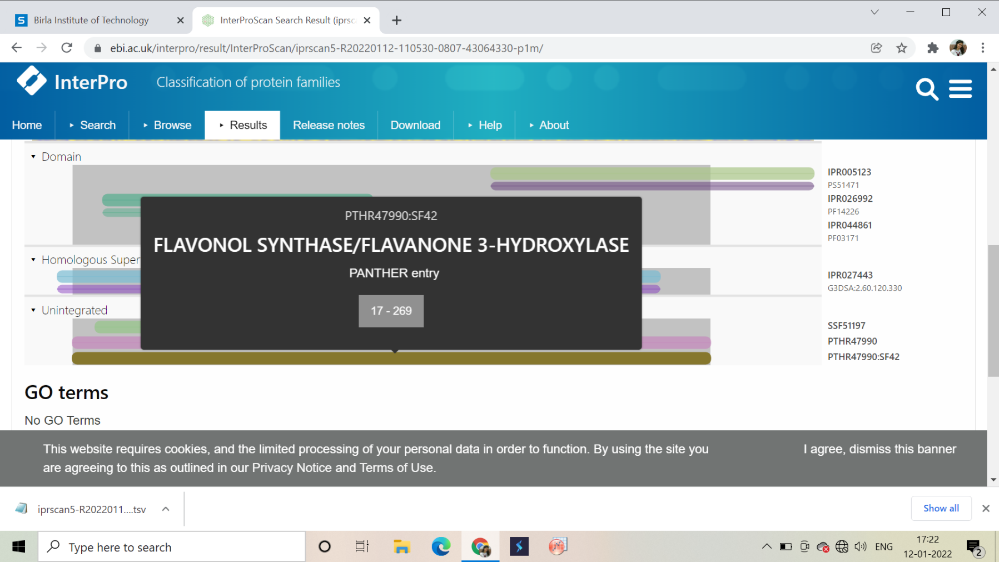 Birla Institute of Technology
InterProScan Search Result (iprsc
ebi.ac.uk/interpro/result/InterProScan/iprscan5-R20220112-110530-0807-43064330-p1m/
InterPro
Classification of protein families
Home
Search
Browse
Results
Release notes
Download
Help
About
Domain
IPR005123
PS51471
IPR026992
PF14226
IPR044861
PF03171
PTHR47990:SF42
FLAVONOL SYNTHASE/FLAVANONE 3-HYDROXYLASE
PANTHER entry
17 - 269
Homologous Super
IPR027443
G3DSA:2.60.120.330
Unintegrated
SSF51197
PTHR47990
PTHR47990:SF42
GO terms
No GO Terms
This website requires cookies, and the limited processing of your personal data in order to function. By using the site you
are agreeing to this as outlined in our Privacy Notice and Terms of Use.
I agree, dismiss this banner
iprscan5-R2022011....tsv
Show all
Type here to search
ENG
17:22
12-01-2022
2